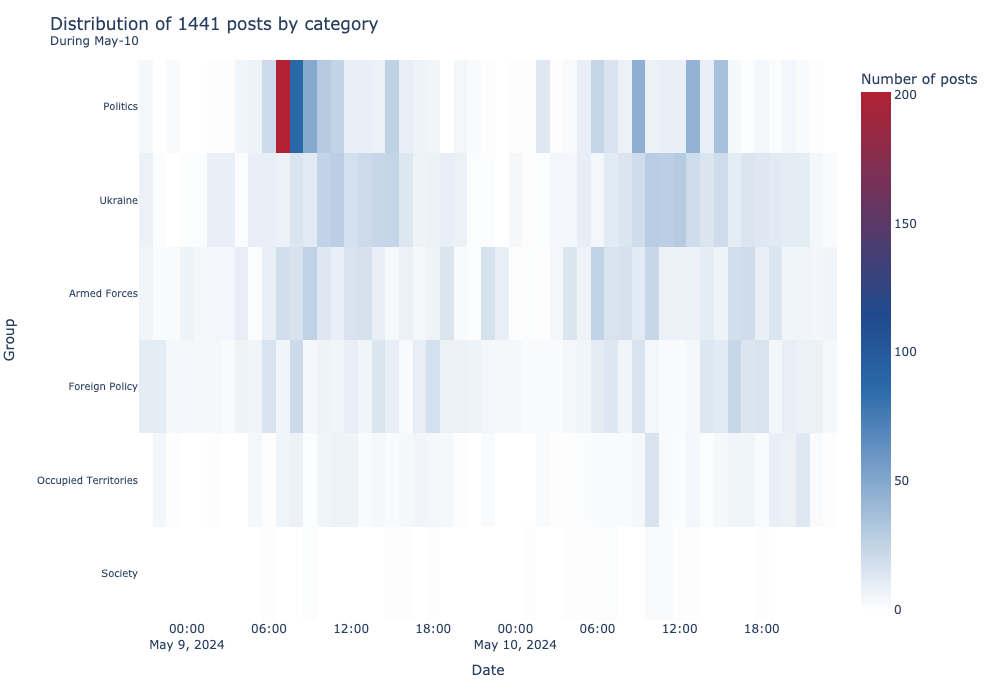 Distribution of 1441 posts by category
During May-10
Number of posts
200
150
100
50
0
Group
Politics
Ukraine
Armed Forces
Foreign Policy
Occupied Territories
Society
00:00 06:00 12:00 18:00 00:00 06:00 12:00 18:00
May 9, 2024 May 10, 2024
Date